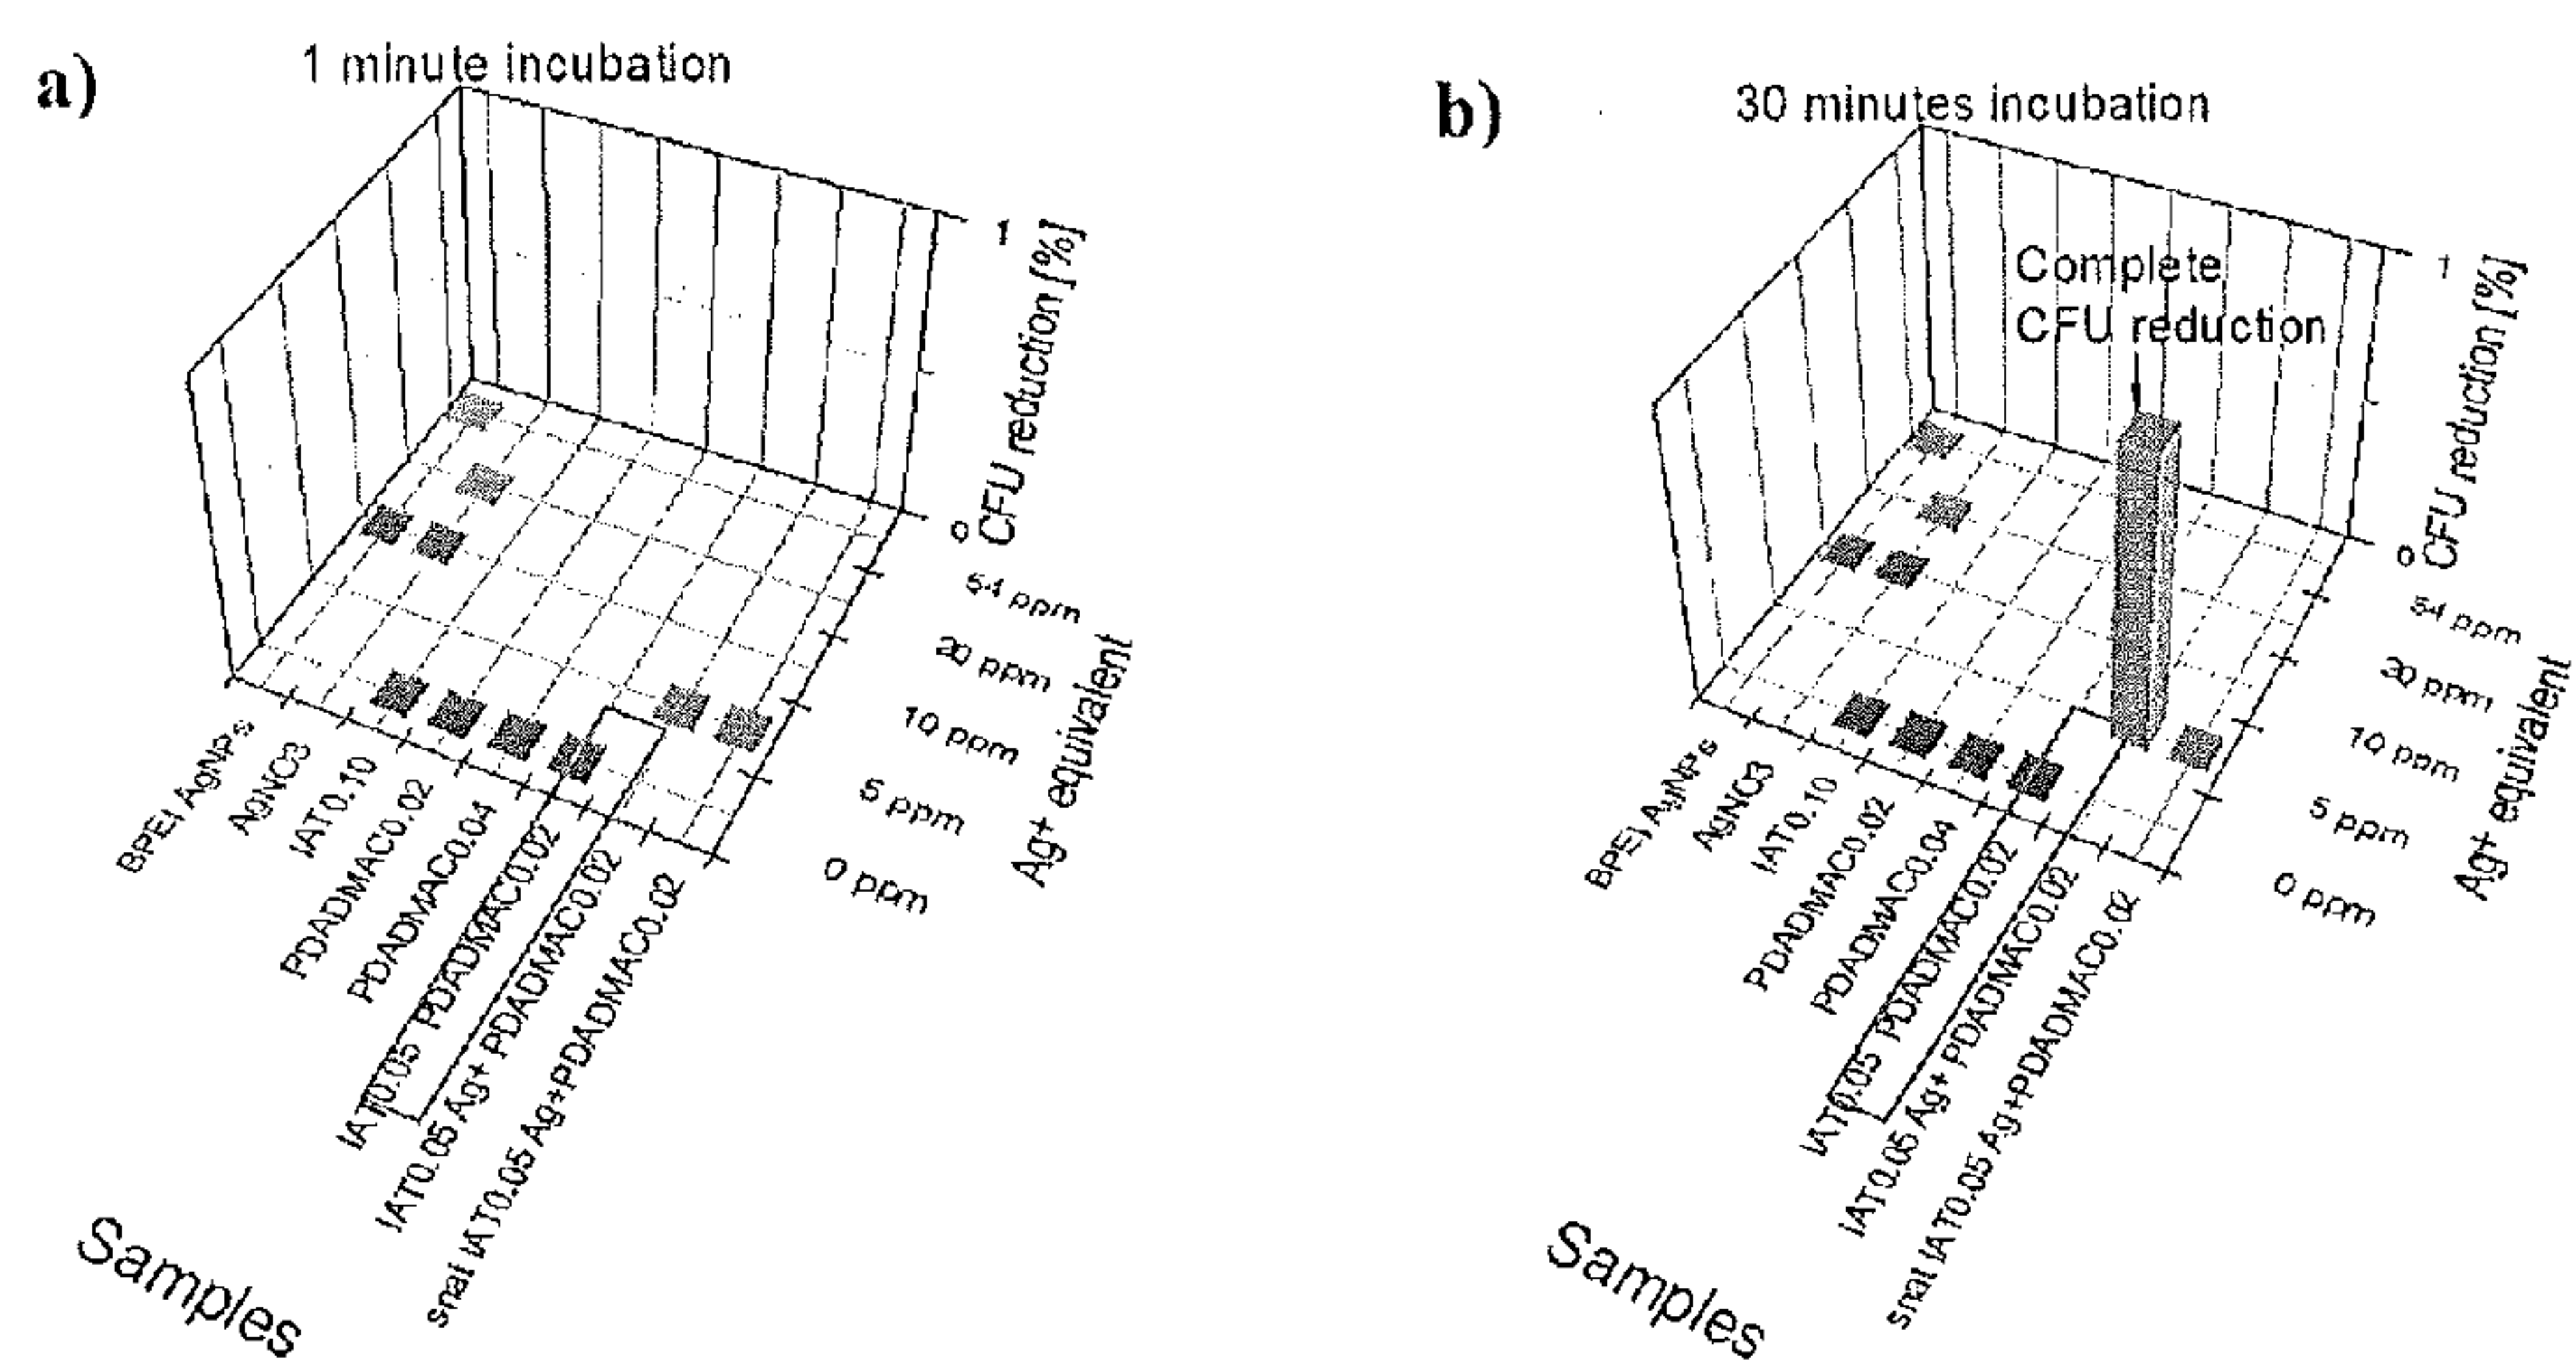 a)
1 minute incubation
1
0
CFU reduction [%]
54 ppm
20 ppm
10 ppm
5 ppm
0 ppm
Ag+ equivalent
BPEI AgNPs
AgNO3
IAT0.10
PDADMAC0.02
PDADMAC0.04
IAT0.05 PDADMAC0.02
IAT0.05 Ag+ PDADMAC0.02
snat IAT0.05 Ag+PDADMAC0.02
Samples
b)
30 minutes incubation
Complete
CFU reduction
1
0
CFU reduction [%]
54 ppm
20 ppm
10 ppm
5 ppm
0 ppm
Ag+ equivalent
BPEI AgNPs
AgNO3
IAT0.10
PDADMAC0.02
PDADMAC0.04
IAT0.05 PDADMAC0.02
IAT0.05 Ag+ PDADMAC0.02
snat IAT0.05 Ag+PDADMAC0.02
Samples